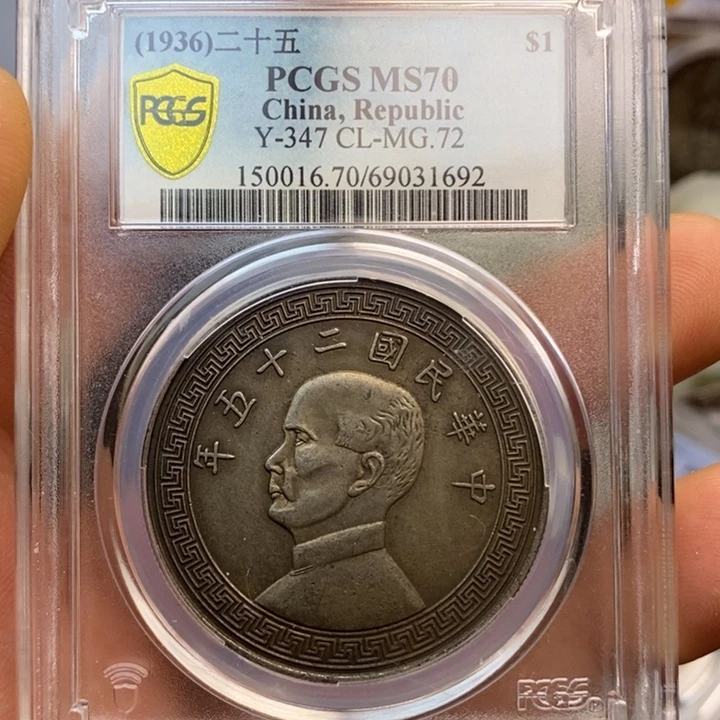 (1936)二十五 $1
PCGS
PCGS MS70
China, Republic
Y-347 CL-MG.72
150016.70/69031692
中華民國二十五年
PCGS